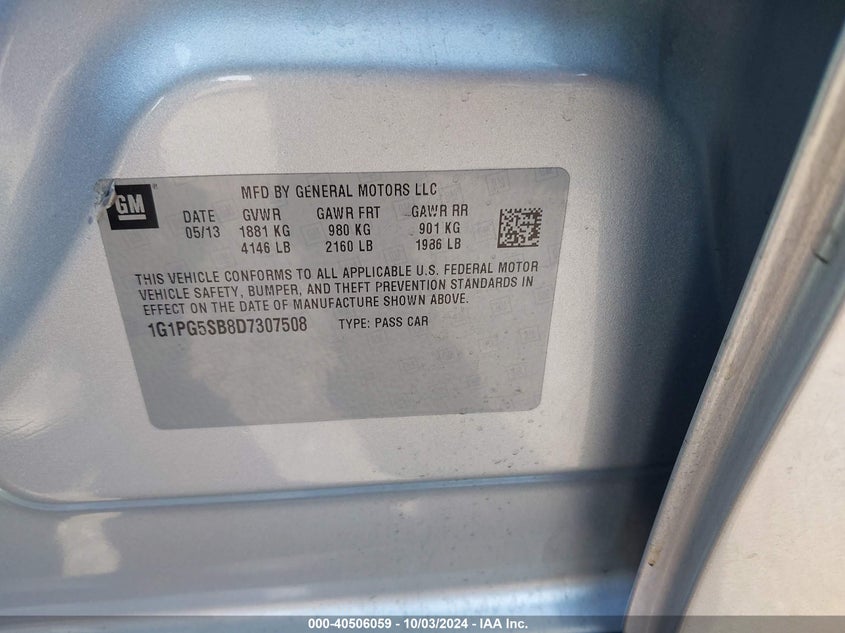 GM
MFD BY GENERAL MOTORS LLC
DATE GVWR GAWR FRT GAWR RR
05/13 1881 KG 980 KG 901 KG
4146 LB 2160 LB 1986 LB
THIS VEHICLE CONFORMS TO ALL APPLICABLE U.S. FEDERAL MOTOR
VEHICLE SAFETY, BUMPER, AND THEFT PREVENTION STANDARDS IN
EFFECT ON THE DATE OF MANUFACTURE SHOWN ABOVE.
1G1PG5SB8D7307508 TYPE: PASS CAR
000-40506059 - 10/03/2024 - IAA Inc.